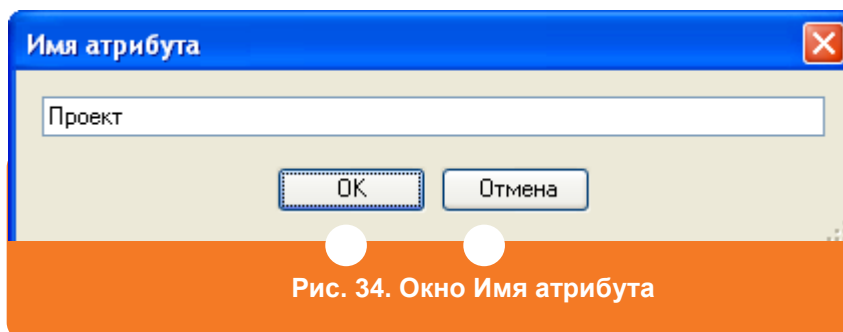 Имя атрибута
Проект
OK
Отмена
Рис. 34. Окно Имя атрибута